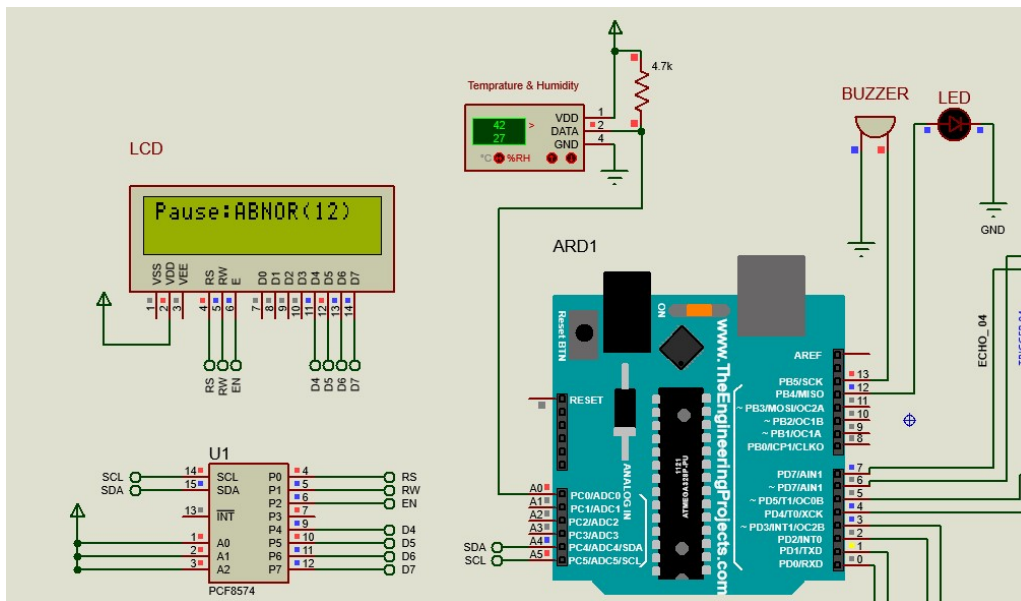 4.7k
Temprature & Humidity
42
27
>
°C %RH
VDD
DATA
GND
1
2
4
BUZZER
LED
GND
LCD
Pause:ABNOR(12)
VSS
VDD
VEE
RS
RW
E
D0
D1
D2
D3
D4
D5
D6
D7
1
2
3
4
5
6
7
8
9
10
11
12
13
14
RS
RW
EN
D4
D5
D6
D7
ARD1
Reset BTN
ON
www.TheEngineeringProjects.com
ANALOG IN
ATMEGA328P-PU
1121
RESET
A0 PC0/ADC0
A1 PC1/ADC1
A2 PC2/ADC2
A3 PC3/ADC3
SDA A4 PC4/ADC4/SDA
SCL A5 PC5/ADC5/SCL
AREF
PB5/SCK 13
PB4/MISO 12
~ PB3/MOSI/OC2A 11
~ PB2/OC1B 10
~ PB1/OC1A 9
PB0/ICP1/CLKO 8
PD7/AIN1 7
~ PD7/AIN1 6
~ PD5/T1/OC0B 5
PD4/T0/XCK 4
~ PD3/INT1/OC2B 3
PD2/INT0 2
PD1/TXD 1
PD0/RXD 0
ECHO_04
U1
SCL 14 SCL P0 4 RS
SDA 15 SDA P1 5 RW
P2 6 EN
13 INT P3 7
P4 9 D4
1 A0 P5 10 D5
2 A1 P6 11 D6
3 A2 P7 12 D7
PCF8574